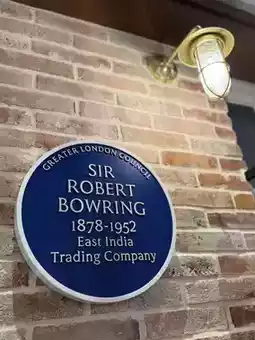 GREATER LONDON COUNCIL
SIR
ROBERT
BOWRING
1878-1952
East India
Trading Company